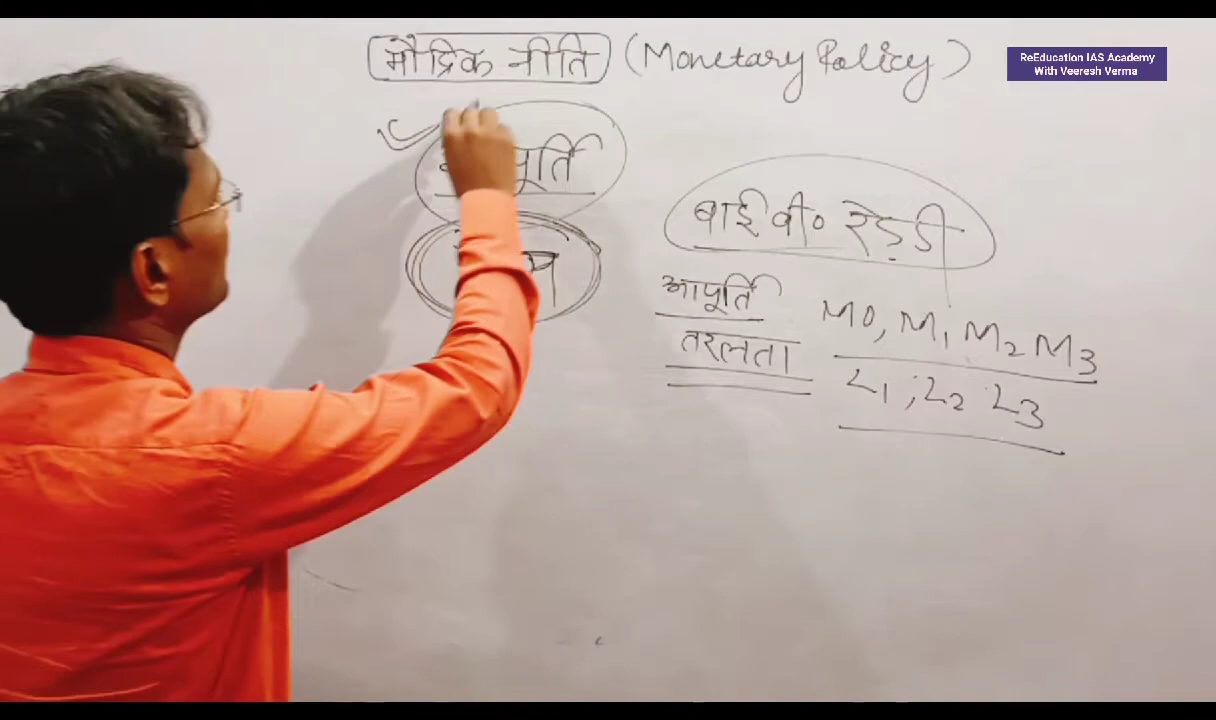 मौद्रिक नीति (Monetary Policy)
ReEducation IAS Academy
With Veeresh Verma
बाई वी० रेड्डी
आपूर्ति
तरलता
M0, M1 M2 M3
L1, L2 L3